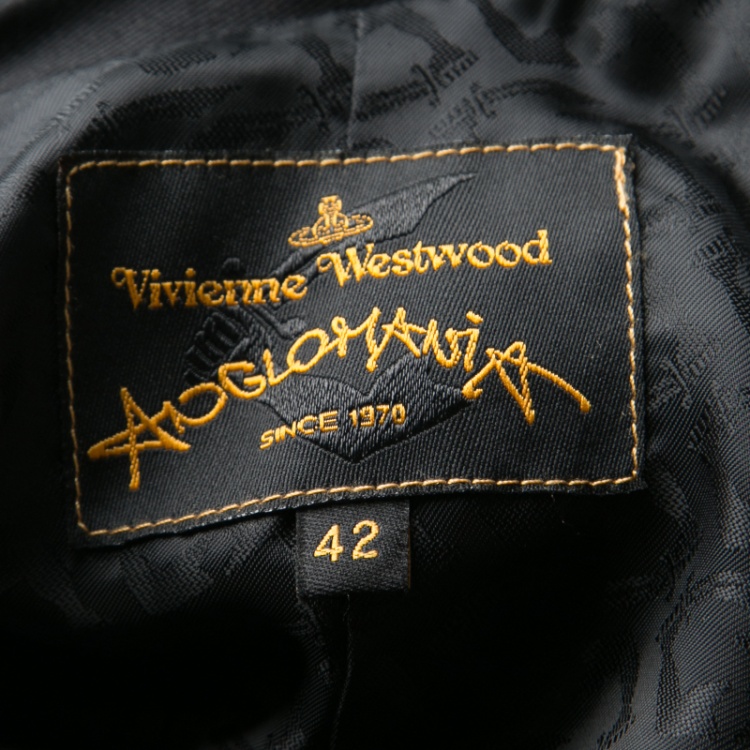 Vivienne Westwood
ANGLOMANIA
SINCE 1970
42